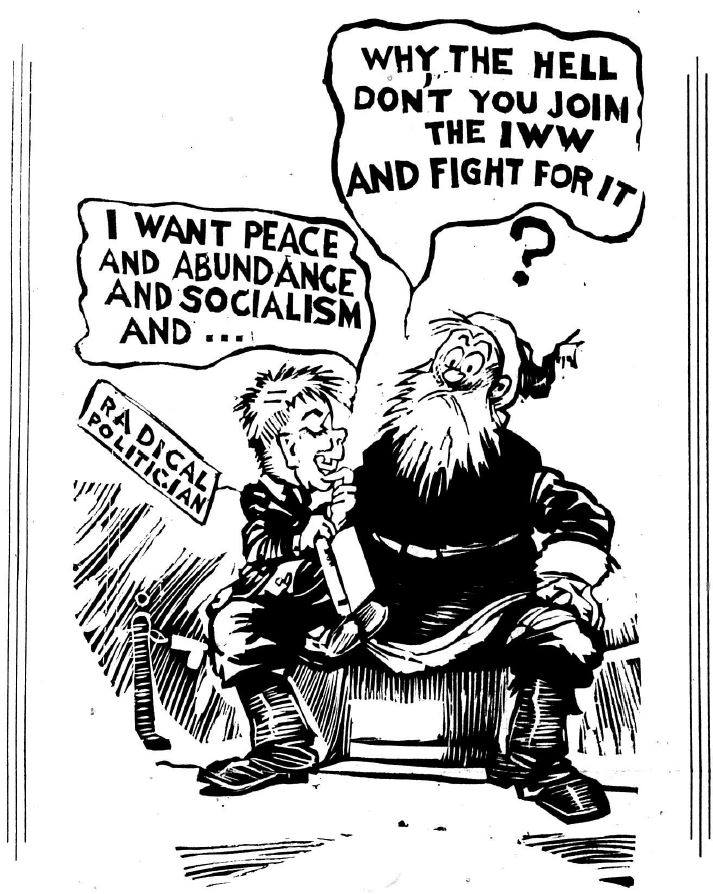 WHY, THE HELL
DON'T YOU JOIN
THE IWW
AND FIGHT FOR IT
?
I WANT PEACE
AND ABUNDANCE
AND SOCIALISM
AND ...
RADICAL
POLITICIAN